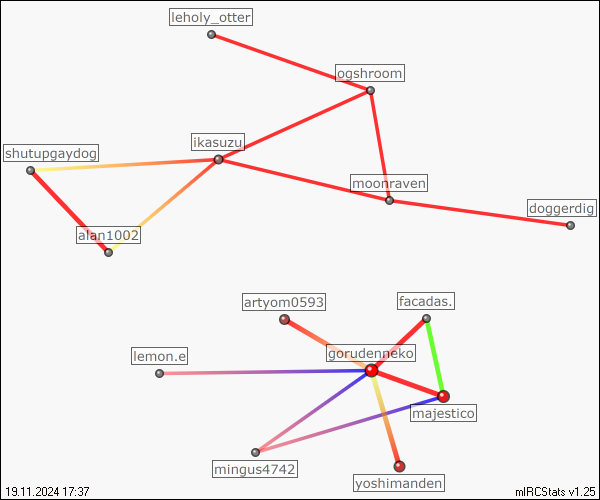 leholy_otter
ogshroom
ikasuzu
shutupgaydog
moonraven
doggerdig
alan1002
artyom0593
facadas.
gorudenneko
lemon.e
majestico
mingus4742
yoshimanden
19.11.2024 17:37
mIRCStats v1.25